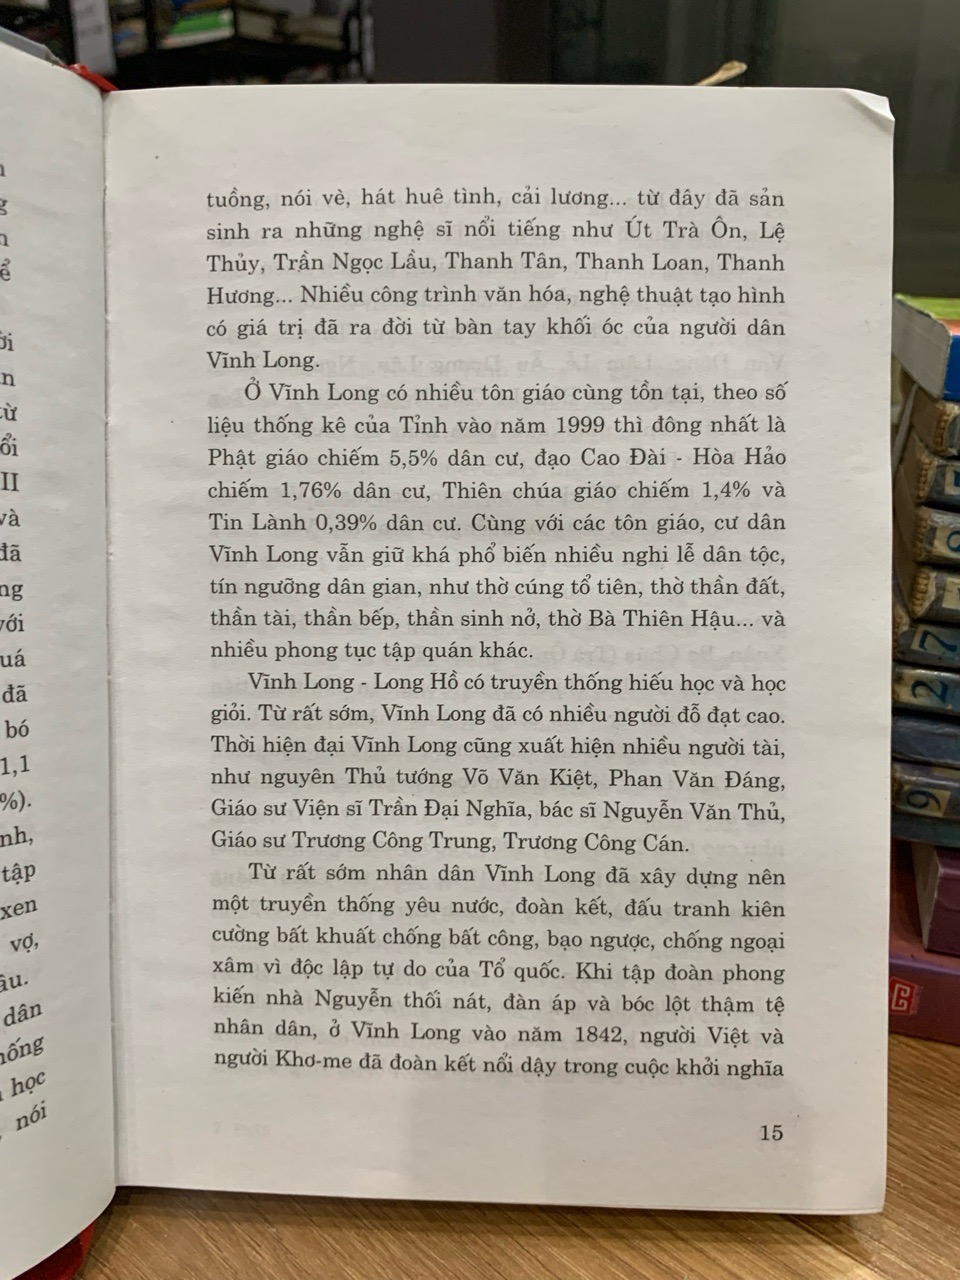 tuồng, nói vè, hát huê tình, cải lương... từ đây đã sản
sinh ra những nghệ sĩ nổi tiếng như Út Trà Ôn, Lệ
Thủy, Trần Ngọc Lầu, Thanh Tân, Thanh Loan, Thanh
Hương... Nhiều công trình văn hóa, nghệ thuật tạo hình
có giá trị đã ra đời từ bàn tay khối óc của người dân
Vĩnh Long.
Ở Vĩnh Long có nhiều tôn giáo cùng tồn tại, theo số
liệu thống kê của Tỉnh vào năm 1999 thì đông nhất là
Phật giáo chiếm 5,5% dân cư, đạo Cao Đài - Hòa Hảo
chiếm 1,76% dân cư, Thiên chúa giáo chiếm 1,4% và
Tin Lành 0,39% dân cư. Cùng với các tôn giáo, cư dân
Vĩnh Long vẫn giữ khá phổ biến nhiều nghi lễ dân tộc,
tín ngưỡng dân gian, như thờ cúng tổ tiên, thờ thần đất,
thần tài, thần bếp, thần sinh nở, thờ Bà Thiên Hậu... và
nhiều phong tục tập quán khác.
Vĩnh Long - Long Hồ có truyền thống hiếu học và học
giỏi. Từ rất sớm, Vĩnh Long đã có nhiều người đỗ đạt cao.
Thời hiện đại Vĩnh Long cũng xuất hiện nhiều người tài,
như nguyên Thủ tướng Võ Văn Kiệt, Phan Văn Đáng,
Giáo sư Viện sĩ Trần Đại Nghĩa, bác sĩ Nguyễn Văn Thủ,
Giáo sư Trương Công Trung, Trương Công Cán.
Từ rất sớm nhân dân Vĩnh Long đã xây dựng nên
một truyền thống yêu nước, đoàn kết, đấu tranh kiên
cường bất khuất chống bất công, bạo ngược, chống ngoại
xâm vì độc lập tự do của Tổ quốc. Khi tập đoàn phong
kiến nhà Nguyễn thối nát, đàn áp và bóc lột thậm tệ
nhân dân, ở Vĩnh Long vào năm 1842, người Việt và
người Khơ-me đã đoàn kết nổi dậy trong cuộc khởi nghĩa
15